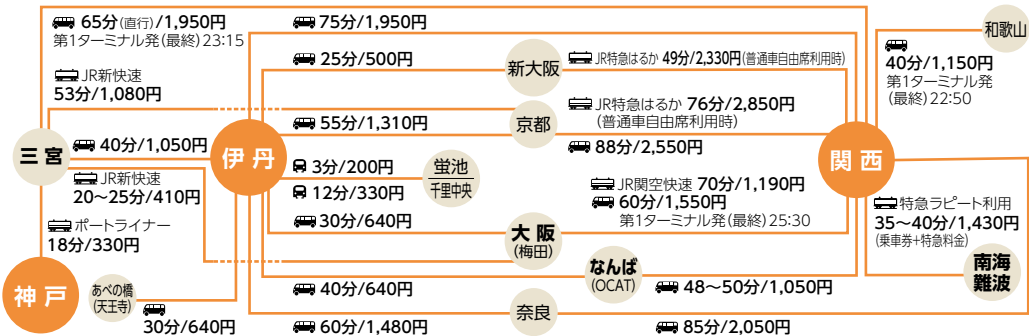 65分(直行)/1,950円
第1ターミナル発(最終)23:15
JR新快速
53分/1,080円
三宮
40分/1,050円
JR新快速
20〜25分/410円
ポートライナー
18分/330円
神戸
あべの橋
(天王寺)
30分/640円
伊丹
75分/1,950円
25分/500円
新大阪
JR特急はるか 49分/2,330円(普通車自由席利用時)
55分/1,310円
京都
JR特急はるか 76分/2,850円
(普通車自由席利用時)
88分/2,550円
3分/200円
12分/330円
蛍池
千里中央
30分/640円
大阪
(梅田)
JR関空快速 70分/1,190円
60分/1,550円
第1ターミナル発(最終)25:30
40分/640円
なんば
(OCAT)
48〜50分/1,050円
60分/1,480円
奈良
85分/2,050円
関西
和歌山
40分/1,150円
第1ターミナル発
(最終)22:50
特急ラピート利用
35〜40分/1,430円
(乗車券+特急料金)
南海
難波